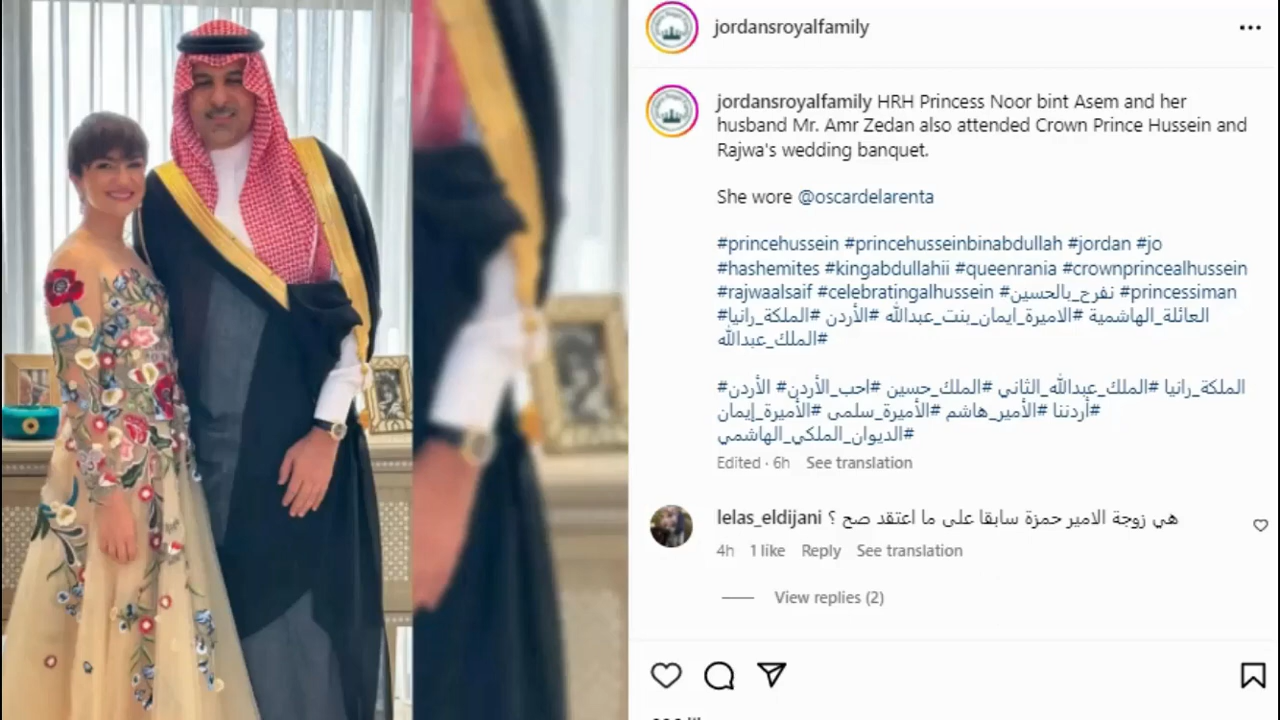 jordansroyalfamily
jordansroyalfamily HRH Princess Noor bint Asem and her
husband Mr. Amr Zedan also attended Crown Prince Hussein and
Rajwa's wedding banquet.
She wore @oscardelarenta
#princehussein #princehusseinbinabdullah #jordan #jo
#hashemites #kingabdullahii #queenrania #crownprincealhussein
#rajwaalsaif #celebratingalhussein #نفرح_بالحسين #princessiman
#العائلة_الهاشمية #الاميرة_ايمان_بنت_عبدالله #الأردن #الملكة_رانيا
#الملك_عبدالله
#الملكة_رانيا #الملك_عبدالله_الثاني #الملك_حسين #احب_الأردن #الأردن
#أردننا #الأمير_هاشم #الأميرة_سلمى #الأميرة_إيمان
#الديوان_الملكي_الهاشمي
Edited · 6h See translation
lelas_eldijani هي زوجة الامير حمزة سابقا على ما اعتقد صح ؟
4h 1 like Reply See translation
View replies (2)